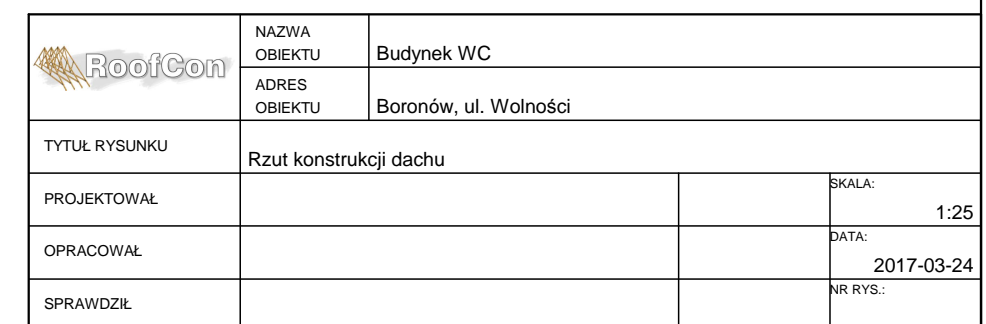 RoofCon
NAZWA
OBIEKTU
Budynek WC
ADRES
OBIEKTU
Boronów, ul. Wolności
TYTUŁ RYSUNKU
Rzut konstrukcji dachu
PROJEKTOWAŁ
SKALA:
1:25
OPRACOWAŁ
DATA:
2017-03-24
SPRAWDZIŁ
NR RYS.: